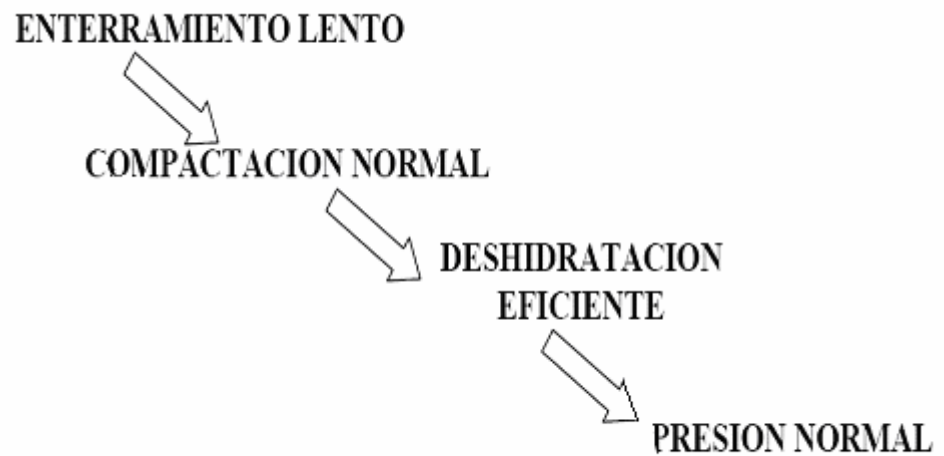 ENTERRAMIENTO LENTO
COMPACTACION NORMAL
DESHIDRATACION
EFICIENTE
PRESION NORMAL